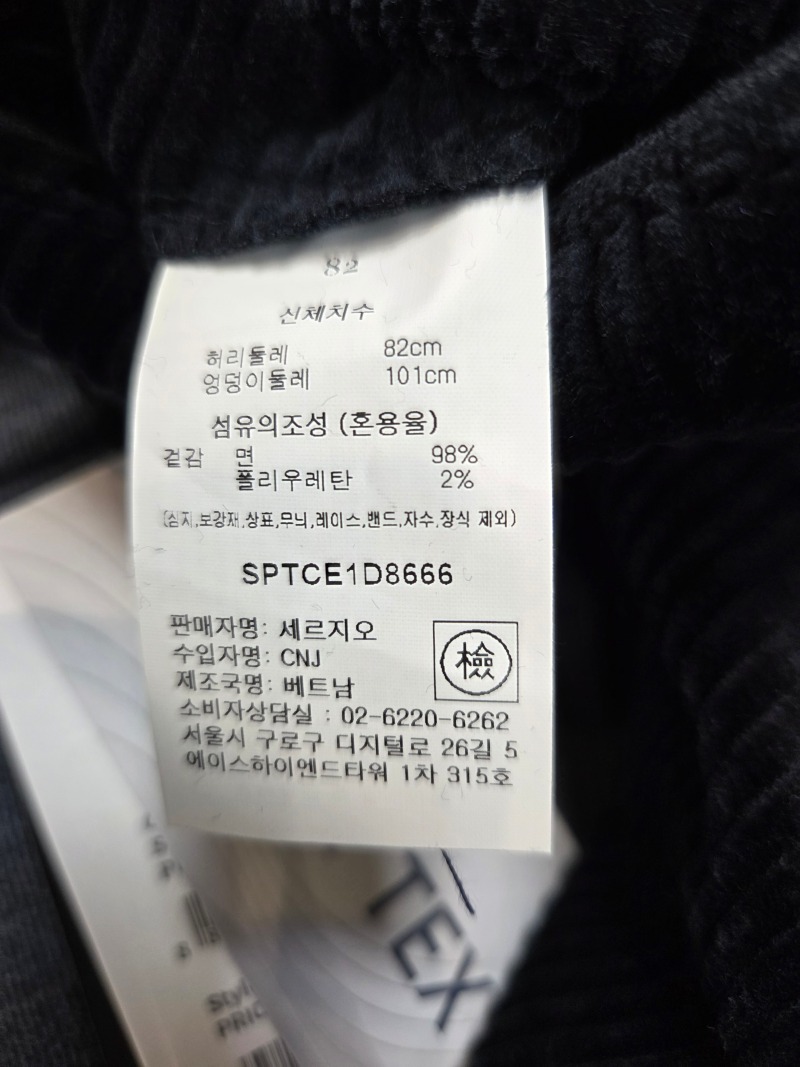 82
신체치수
허리둘레 82cm
엉덩이둘레 101cm
섬유의조성 (혼용율)
겉감 면 98%
폴리우레탄 2%
(심지,보강재,상표,무늬,레이스,밴드,자수,장식 제외)
SPTCE1D8666
판매자명: 세르지오
수입자명: CNJ
제조국명: 베트남
檢
소비자상담실 : 02-6220-6262
서울시 구로구 디지털로 26길 5
에이스하이엔드타워 1차 315호
TEX